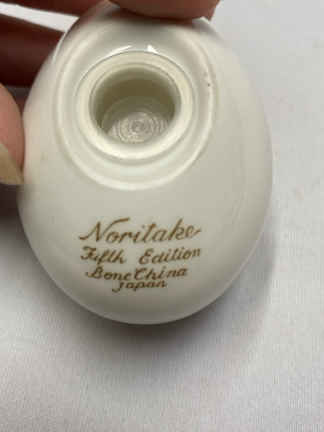 Noritake
Fifth Edition
Bone China
Japan